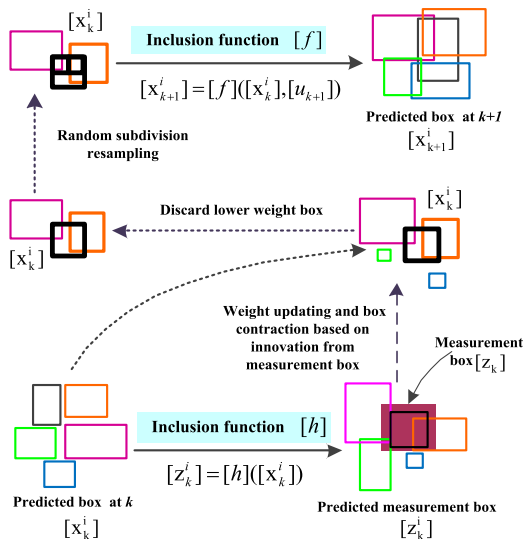 [x_k^i]
Inclusion function [f]
[x_{k+1}^i]=[f]([x_k^i],[u_{k+1}])
Predicted box at k+1
[x_{k+1}^i]
Random subdivision
resampling
[x_k^i]
Discard lower weight box
[x_k^i]
Weight updating and box
contraction based on
innovation from
measurement box
Measurement
box [z_k]
Inclusion function [h]
[z_k^i]=[h]([x_k^i])
Predicted box at k
[x_k^i]
Predicted measurement box
[z_k^i]